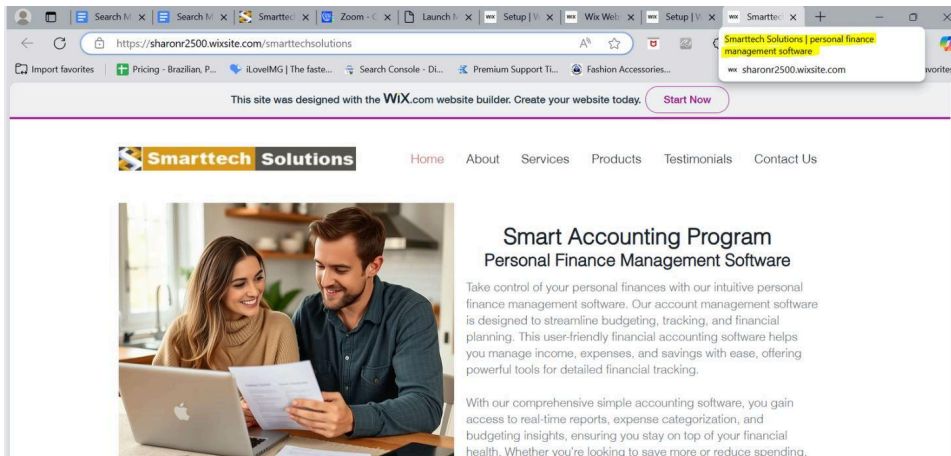 Search M
Search M
Smarttec
Zoom - C
Launch M
Setup | W
Wix Web
Setup | W
Smarttec
https://sharonr2500.wixsite.com/smarttechsolutions
Smarttech Solutions | personal finance
management software
sharonr2500.wixsite.com
Import favorites
Pricing - Brazilian, P...
iLoveIMG | The faste...
Search Console - Di...
Premium Support Ti...
Fashion Accessories...
This site was designed with the WiX.com website builder. Create your website today.
Start Now
Smarttech Solutions
Home About Services Products Testimonials Contact Us
Smart Accounting Program
Personal Finance Management Software
Take control of your personal finances with our intuitive personal
finance management software. Our account management software
is designed to streamline budgeting, tracking, and financial
planning. This user-friendly financial accounting software helps
you manage income, expenses, and savings with ease, offering
powerful tools for detailed financial tracking.
With our comprehensive simple accounting software, you gain
access to real-time reports, expense categorization, and
budgeting insights, ensuring you stay on top of your financial
health. Whether you're looking to save more or reduce spending,